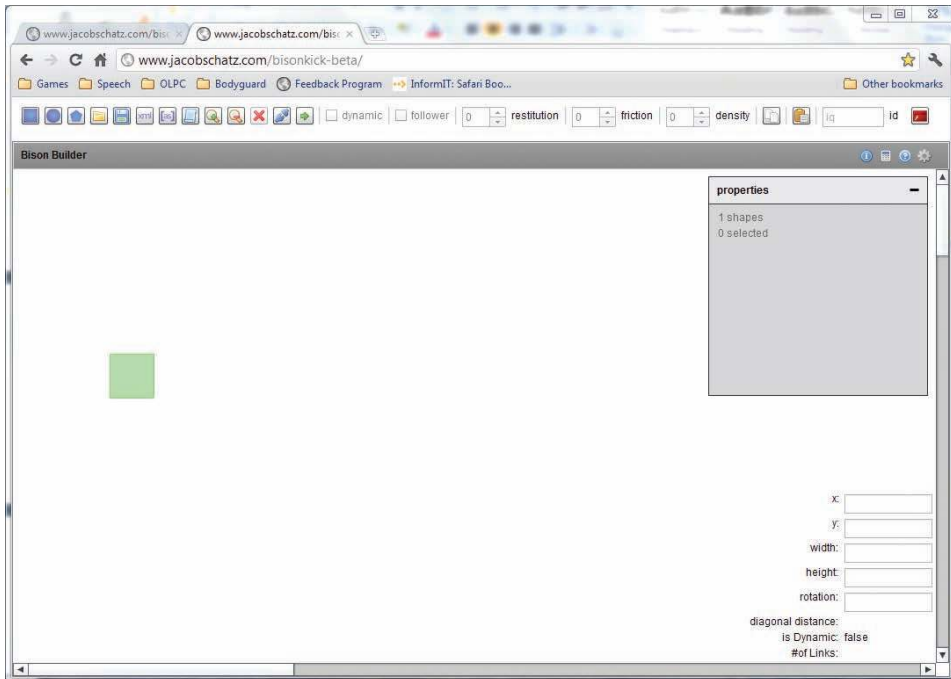 www.jacobschatz.com/bis
www.jacobschatz.com/bis
www.jacobschatz.com/bisonkick-beta/
Games Speech OLPC Bodyguard Feedback Program InformIT: Safari Boo... Other bookmarks
xml as dynamic follower 0 restitution 0 friction 0 density id
Bison Builder
properties
1 shapes
0 selected
x:
y:
width:
height:
rotation:
diagonal distance:
is Dynamic: false
#of Links: